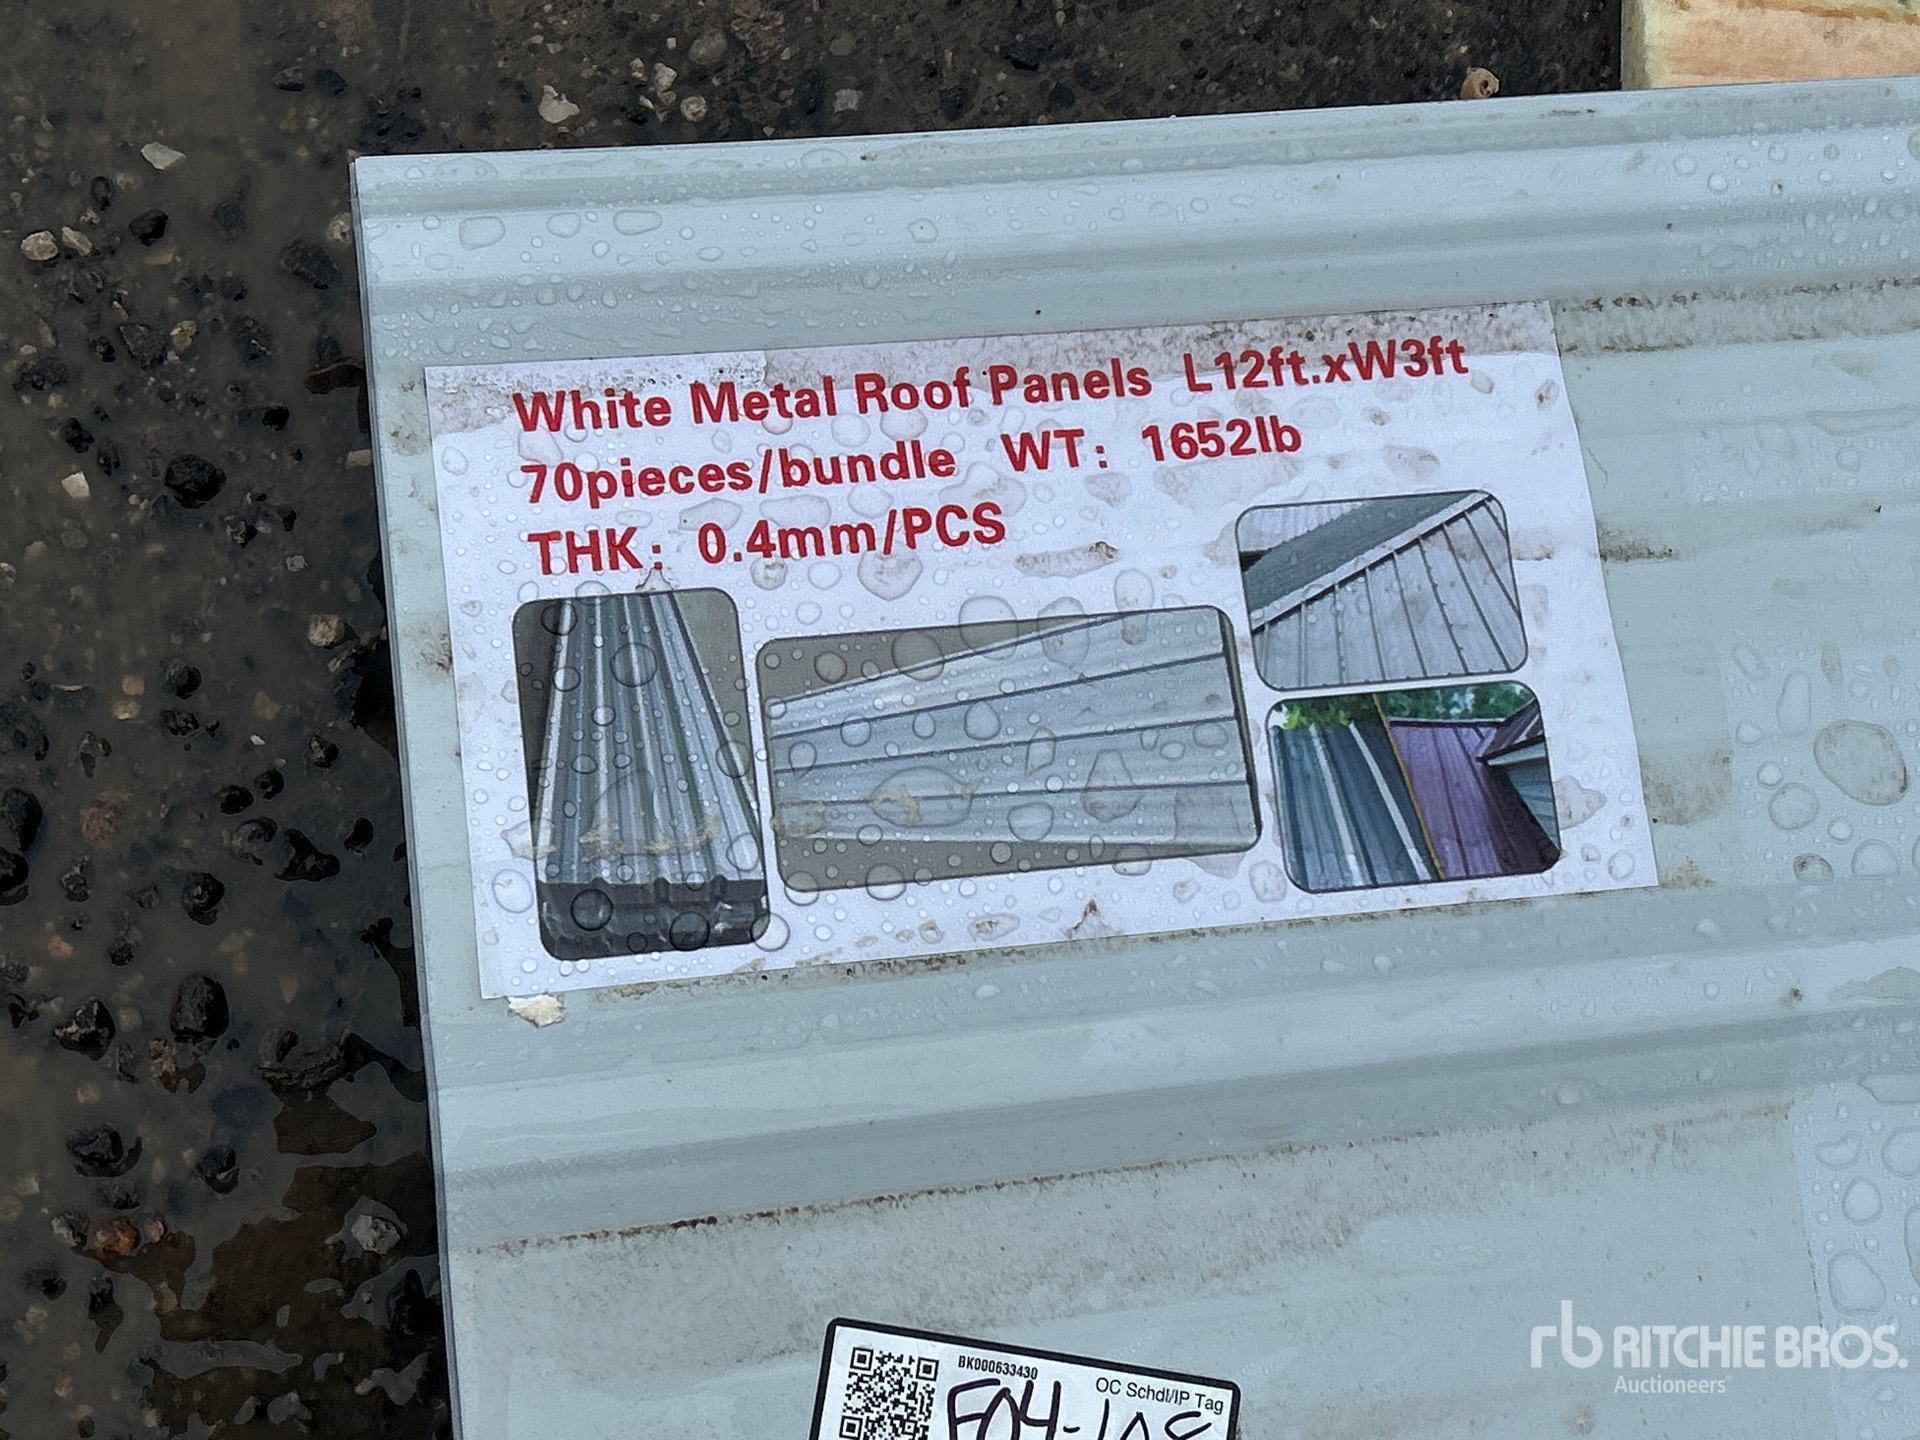 White Metal Roof Panels L12ft.xW3ft
70pieces/bundle WT: 1652lb
THK: 0.4mm/PCS
BK000633430
OC Schdl/IP Tag
rb RITCHIE BROS.
Auctioneers